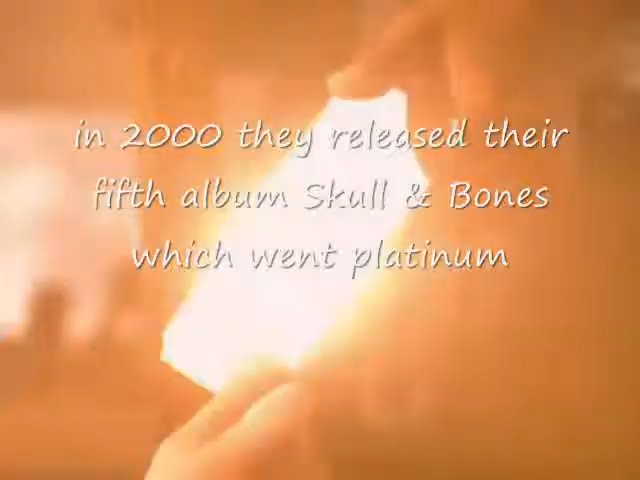 in 2000 they released their
fifth album Skull & Bones
which went platinum